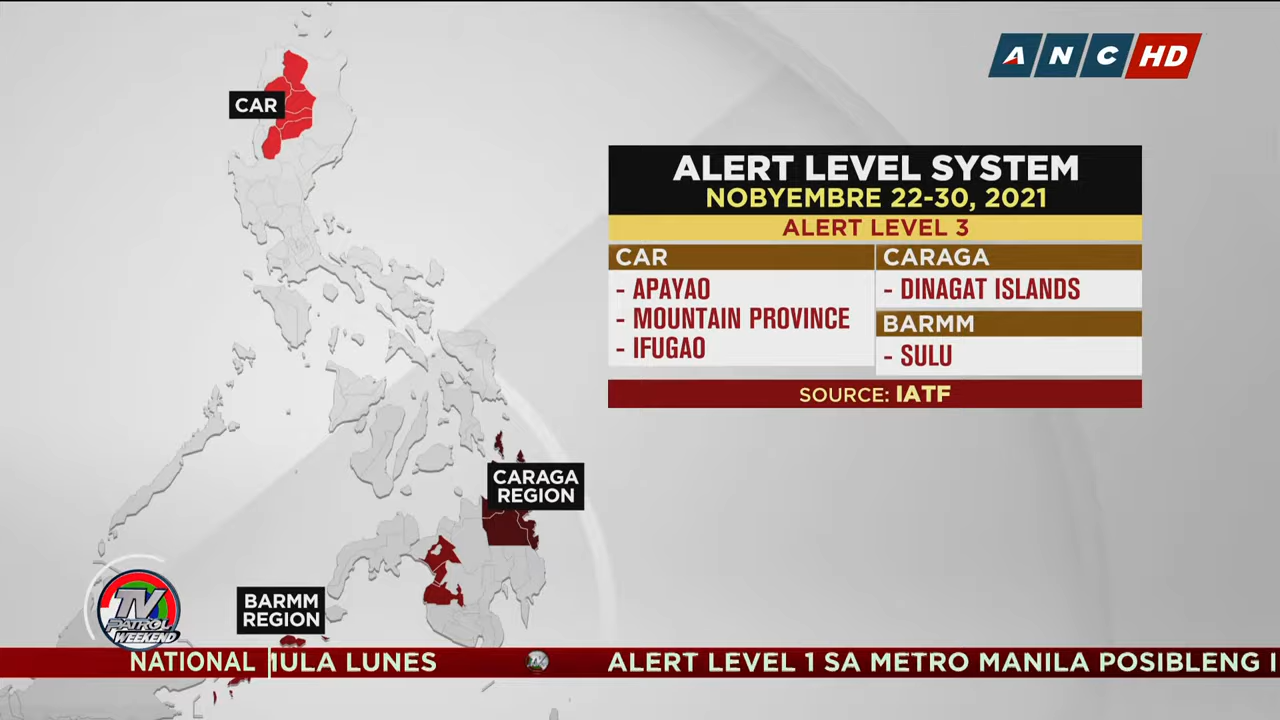 ANC HD
CAR
ALERT LEVEL SYSTEM
NOBYEMBRE 22-30, 2021
ALERT LEVEL 3
CAR
- APAYAO
- MOUNTAIN PROVINCE
- IFUGAO
CARAGA
- DINAGAT ISLANDS
BARMM
- SULU
SOURCE: IATF
CARAGA
REGION
BARMM
REGION
TV
PATROL
WEEKEND
NATIONAL
LUNES
ALERT LEVEL 1 SA METRO MANILA POSIBLENG